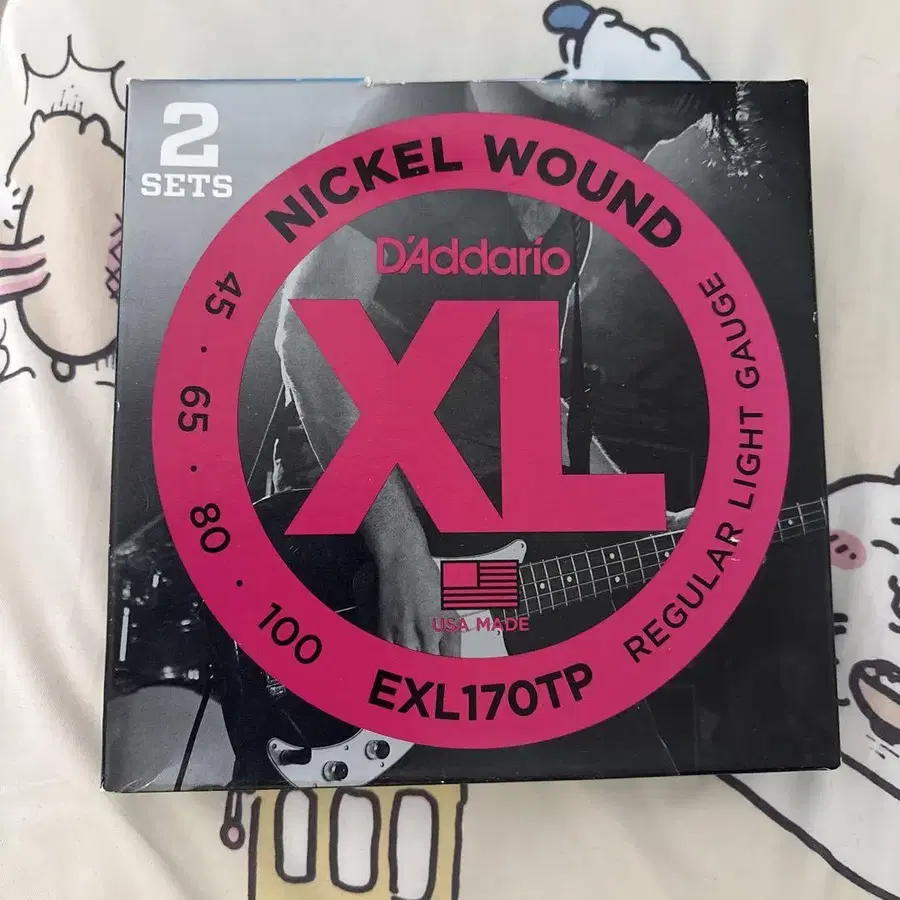 2
SETS
NICKEL WOUND
D'Addario
XL
45 · 65 · 80 · 100
REGULAR LIGHT GAUGE
USA MADE
EXL170TP